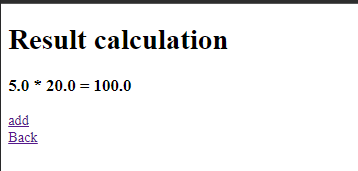 Result calculation
5.0 * 20.0 = 100.0
add
Back